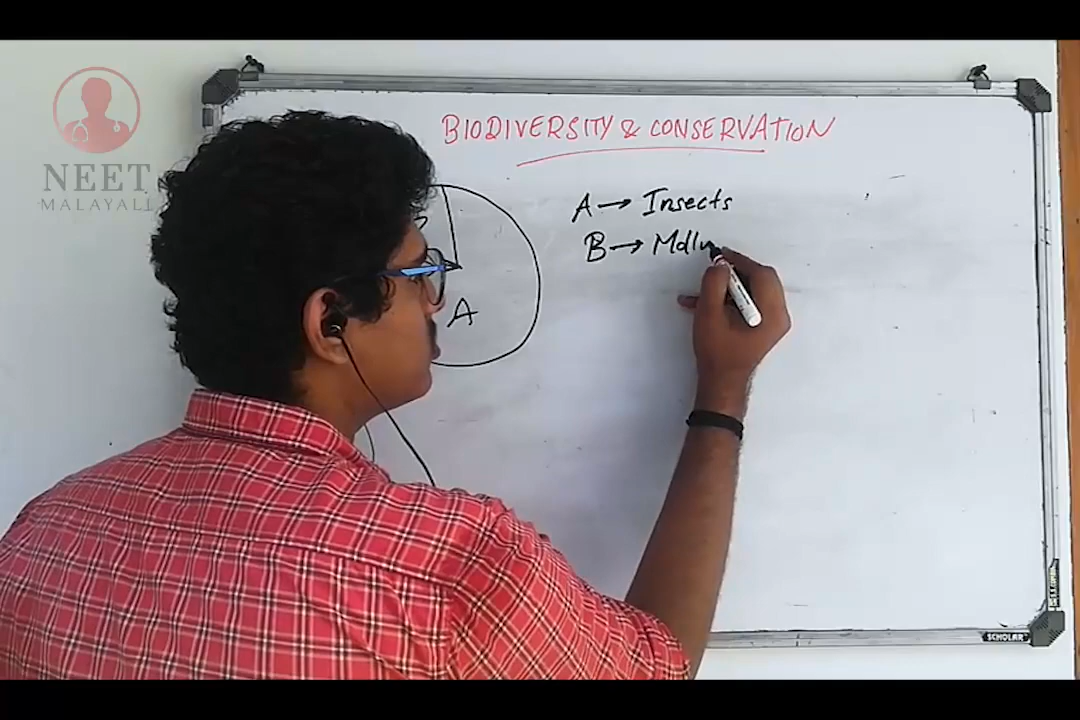 NEET
MALAYALI
BIODIVERSITY & CONSERVATION
A → Insects
B → Mollu
A
SCHOLAR